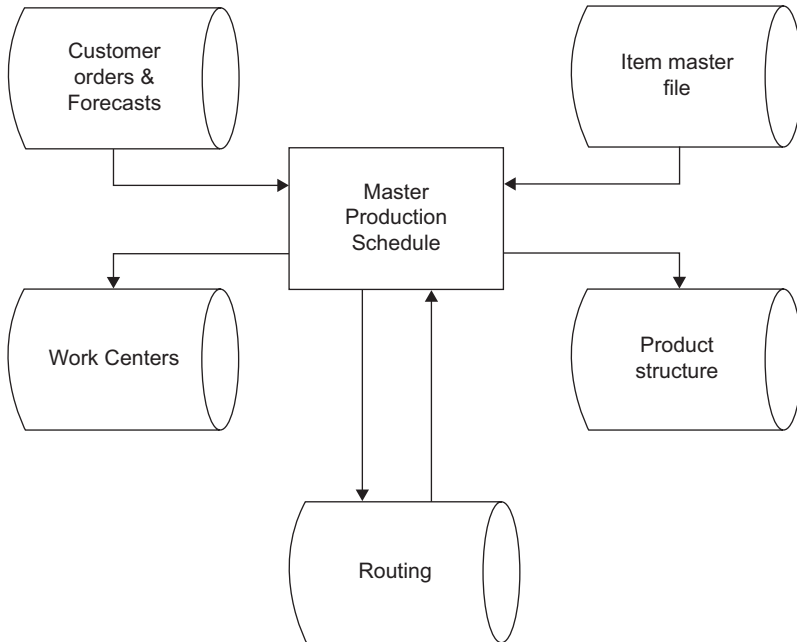 Customer
orders &
Forecasts
Item master
file
Master
Production
Schedule
Work Centers
Product
structure
Routing